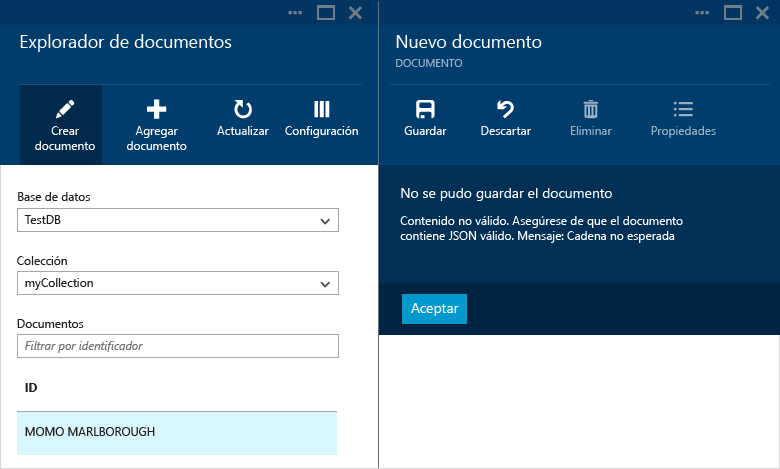 Explorador de documentos
Crear
documento
Agregar
documento
Actualizar
Configuración
Base de datos
TestDB
Colección
myCollection
Documentos
Filtrar por identificador
ID
MOMO MARLBOROUGH
Nuevo documento
DOCUMENTO
Guardar
Descartar
Eliminar
Propiedades
No se pudo guardar el documento
Contenido no válido. Asegúrese de que el documento
contiene JSON válido. Mensaje: Cadena no esperada
Aceptar